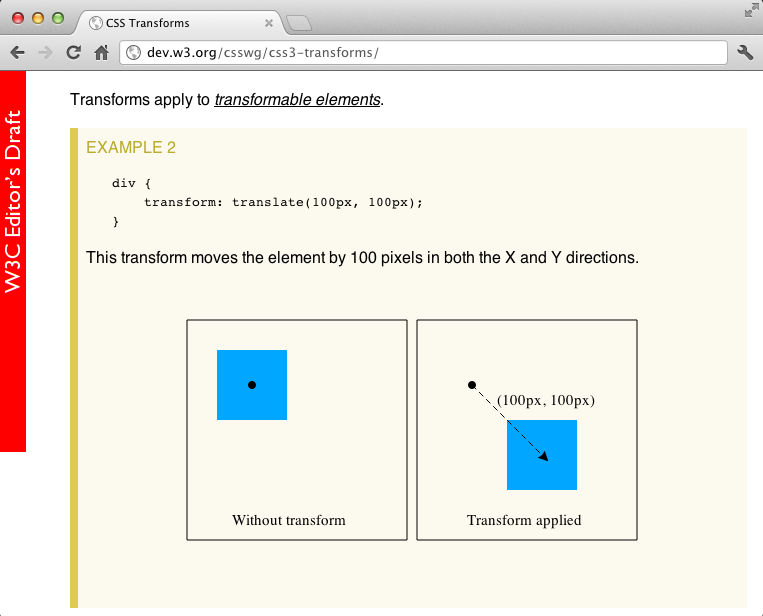 CSS Transforms
dev.w3.org/csswg/css3-transforms/
W3C Editor's Draft
Transforms apply to transformable elements.
EXAMPLE 2
div {
    transform: translate(100px, 100px);
}
This transform moves the element by 100 pixels in both the X and Y directions.
(100px, 100px)
Without transform
Transform applied